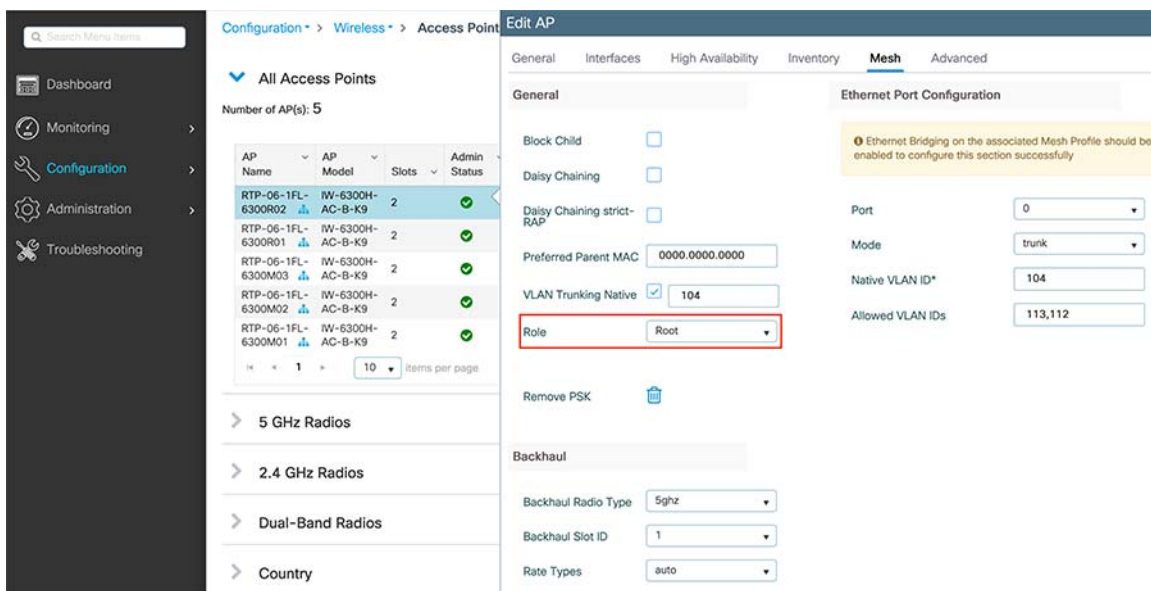 Search Menu Items
Dashboard
Monitoring
Configuration
Administration
Troubleshooting
Configuration > Wireless > Access Point
All Access Points
Number of AP(s): 5
AP Name AP Model Slots Admin Status
RTP-06-1FL-6300R02 IW-6300H-AC-B-K9 2
RTP-06-1FL-6300R01 IW-6300H-AC-B-K9 2
RTP-06-1FL-6300M03 IW-6300H-AC-B-K9 2
RTP-06-1FL-6300M02 IW-6300H-AC-B-K9 2
RTP-06-1FL-6300M01 IW-6300H-AC-B-K9 2
1 10 items per page
5 GHz Radios
2.4 GHz Radios
Dual-Band Radios
Country
Edit AP
General Interfaces High Availability Inventory Mesh Advanced
General
Block Child
Daisy Chaining
Daisy Chaining strict-RAP
Preferred Parent MAC 0000.0000.0000
VLAN Trunking Native 104
Role Root
Remove PSK
Backhaul
Backhaul Radio Type 5ghz
Backhaul Slot ID 1
Rate Types auto
Ethernet Port Configuration
Ethernet Bridging on the associated Mesh Profile should be
enabled to configure this section successfully
Port 0
Mode trunk
Native VLAN ID* 104
Allowed VLAN IDs 113,112